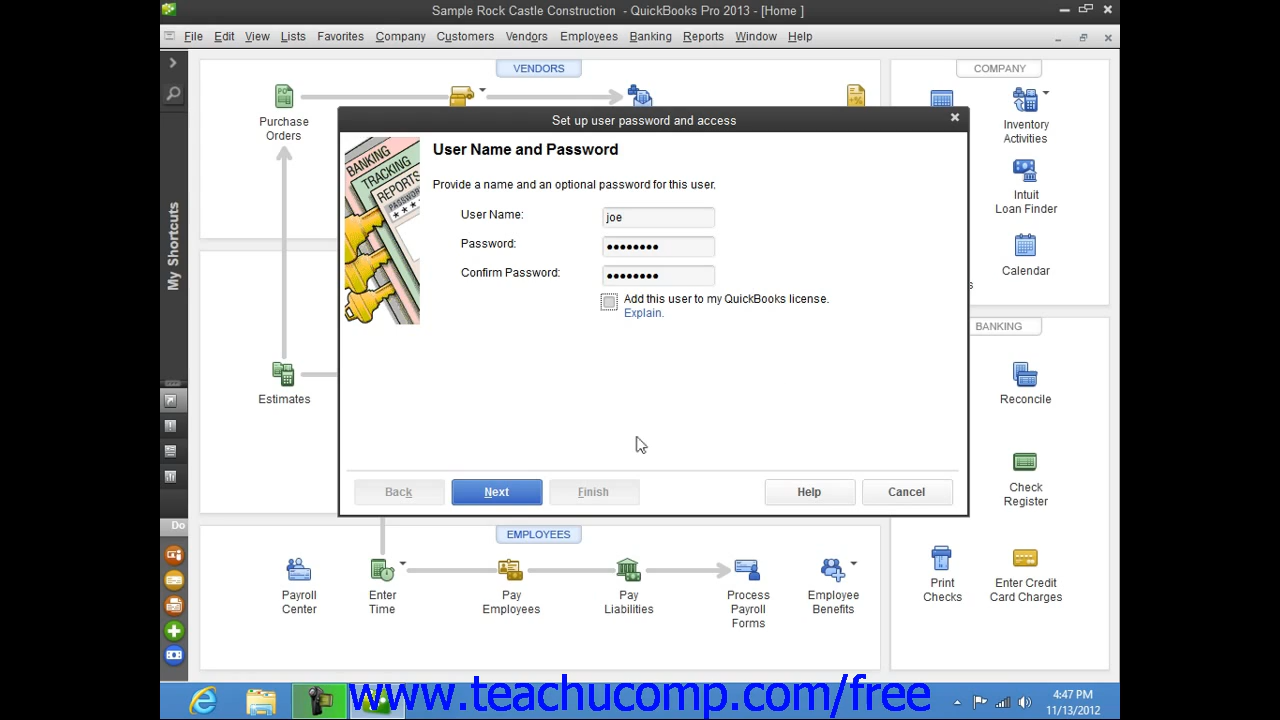 Sample Rock Castle Construction - QuickBooks Pro 2013 - [Home ]
File Edit View Lists Favorites Company Customers Vendors Employees Banking Reports Window Help
My Shortcuts
Do
VENDORS
Purchase
Orders
Estimates
COMPANY
Inventory
Activities
Intuit
Loan Finder
Calendar
s
BANKING
Reconcile
Check
Register
Print
Checks
Enter Credit
Card Charges
Set up user password and access
BANKING
TRACKING
REPORTS
PASSWORD
****
User Name and Password
Provide a name and an optional password for this user.
User Name: joe
Password: ••••••••
Confirm Password: ••••••••
Add this user to my QuickBooks license.
Explain.
Back Next Finish Help Cancel
EMPLOYEES
Payroll
Center
Enter
Time
Pay
Employees
Pay
Liabilities
Process
Payroll
Forms
Employee
Benefits
www.teachucomp.com/free
4:47 PM
11/13/2012